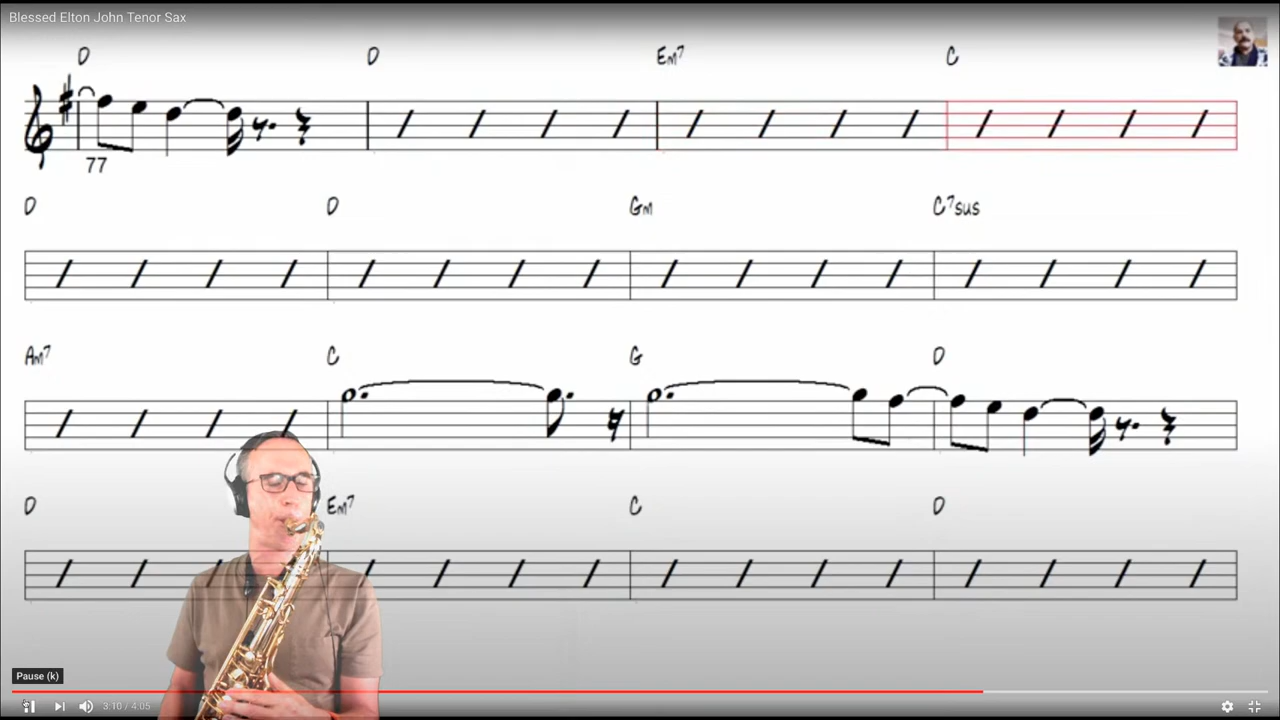 Blessed Elton John Tenor Sax
D D Em7 C
77
D D Gm C7sus
Am7 C G D
D Em7 C D
Pause (k)
3:10 / 4:05